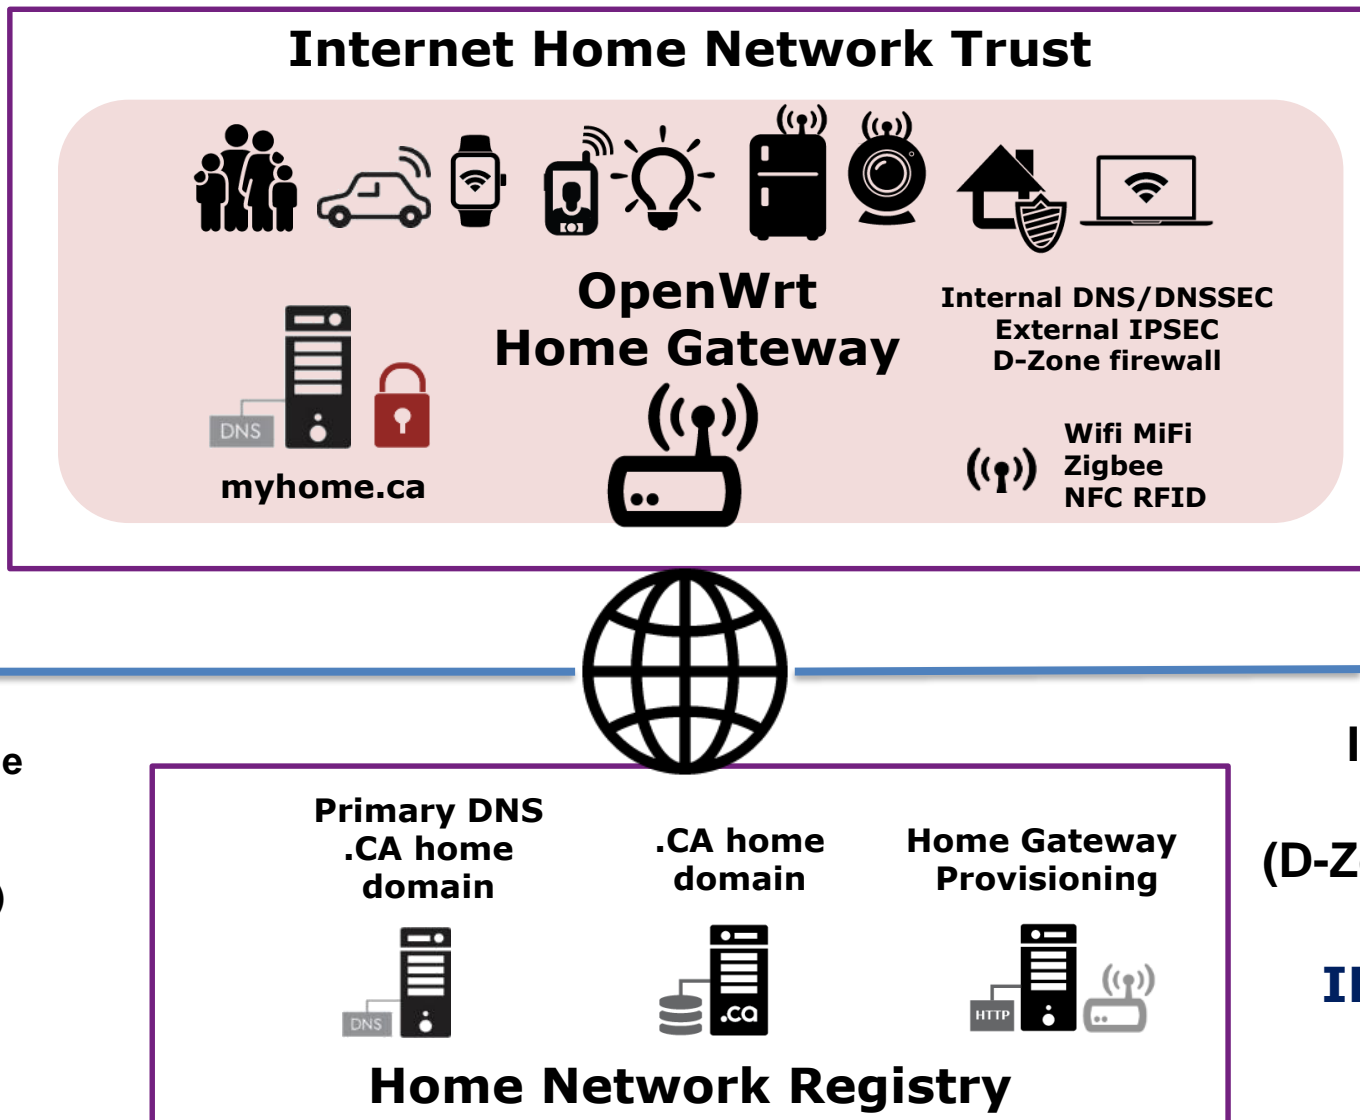 Internet Home Network Trust
OpenWrt
Home Gateway
Internal DNS/DNSSEC
External IPSEC
D-Zone firewall
DNS
myhome.ca
Wifi MiFi
Zigbee
NFC RFID
e
)
Primary DNS
.CA home
domain
.CA home
domain
Home Gateway
Provisioning
DNS
.ca
HTTP
Home Network Registry
(D-Z